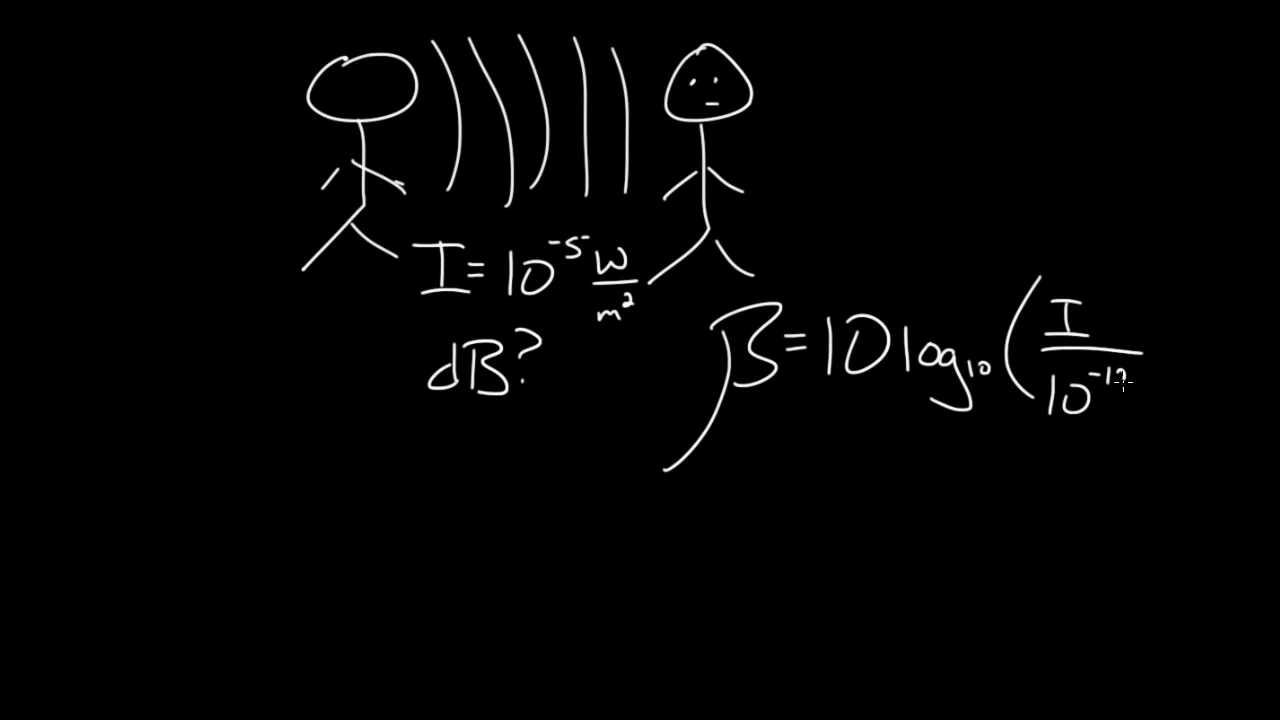 I = 10⁻⁵ W/m²
dB?
β = 10 log₁₀ (I/10⁻¹²